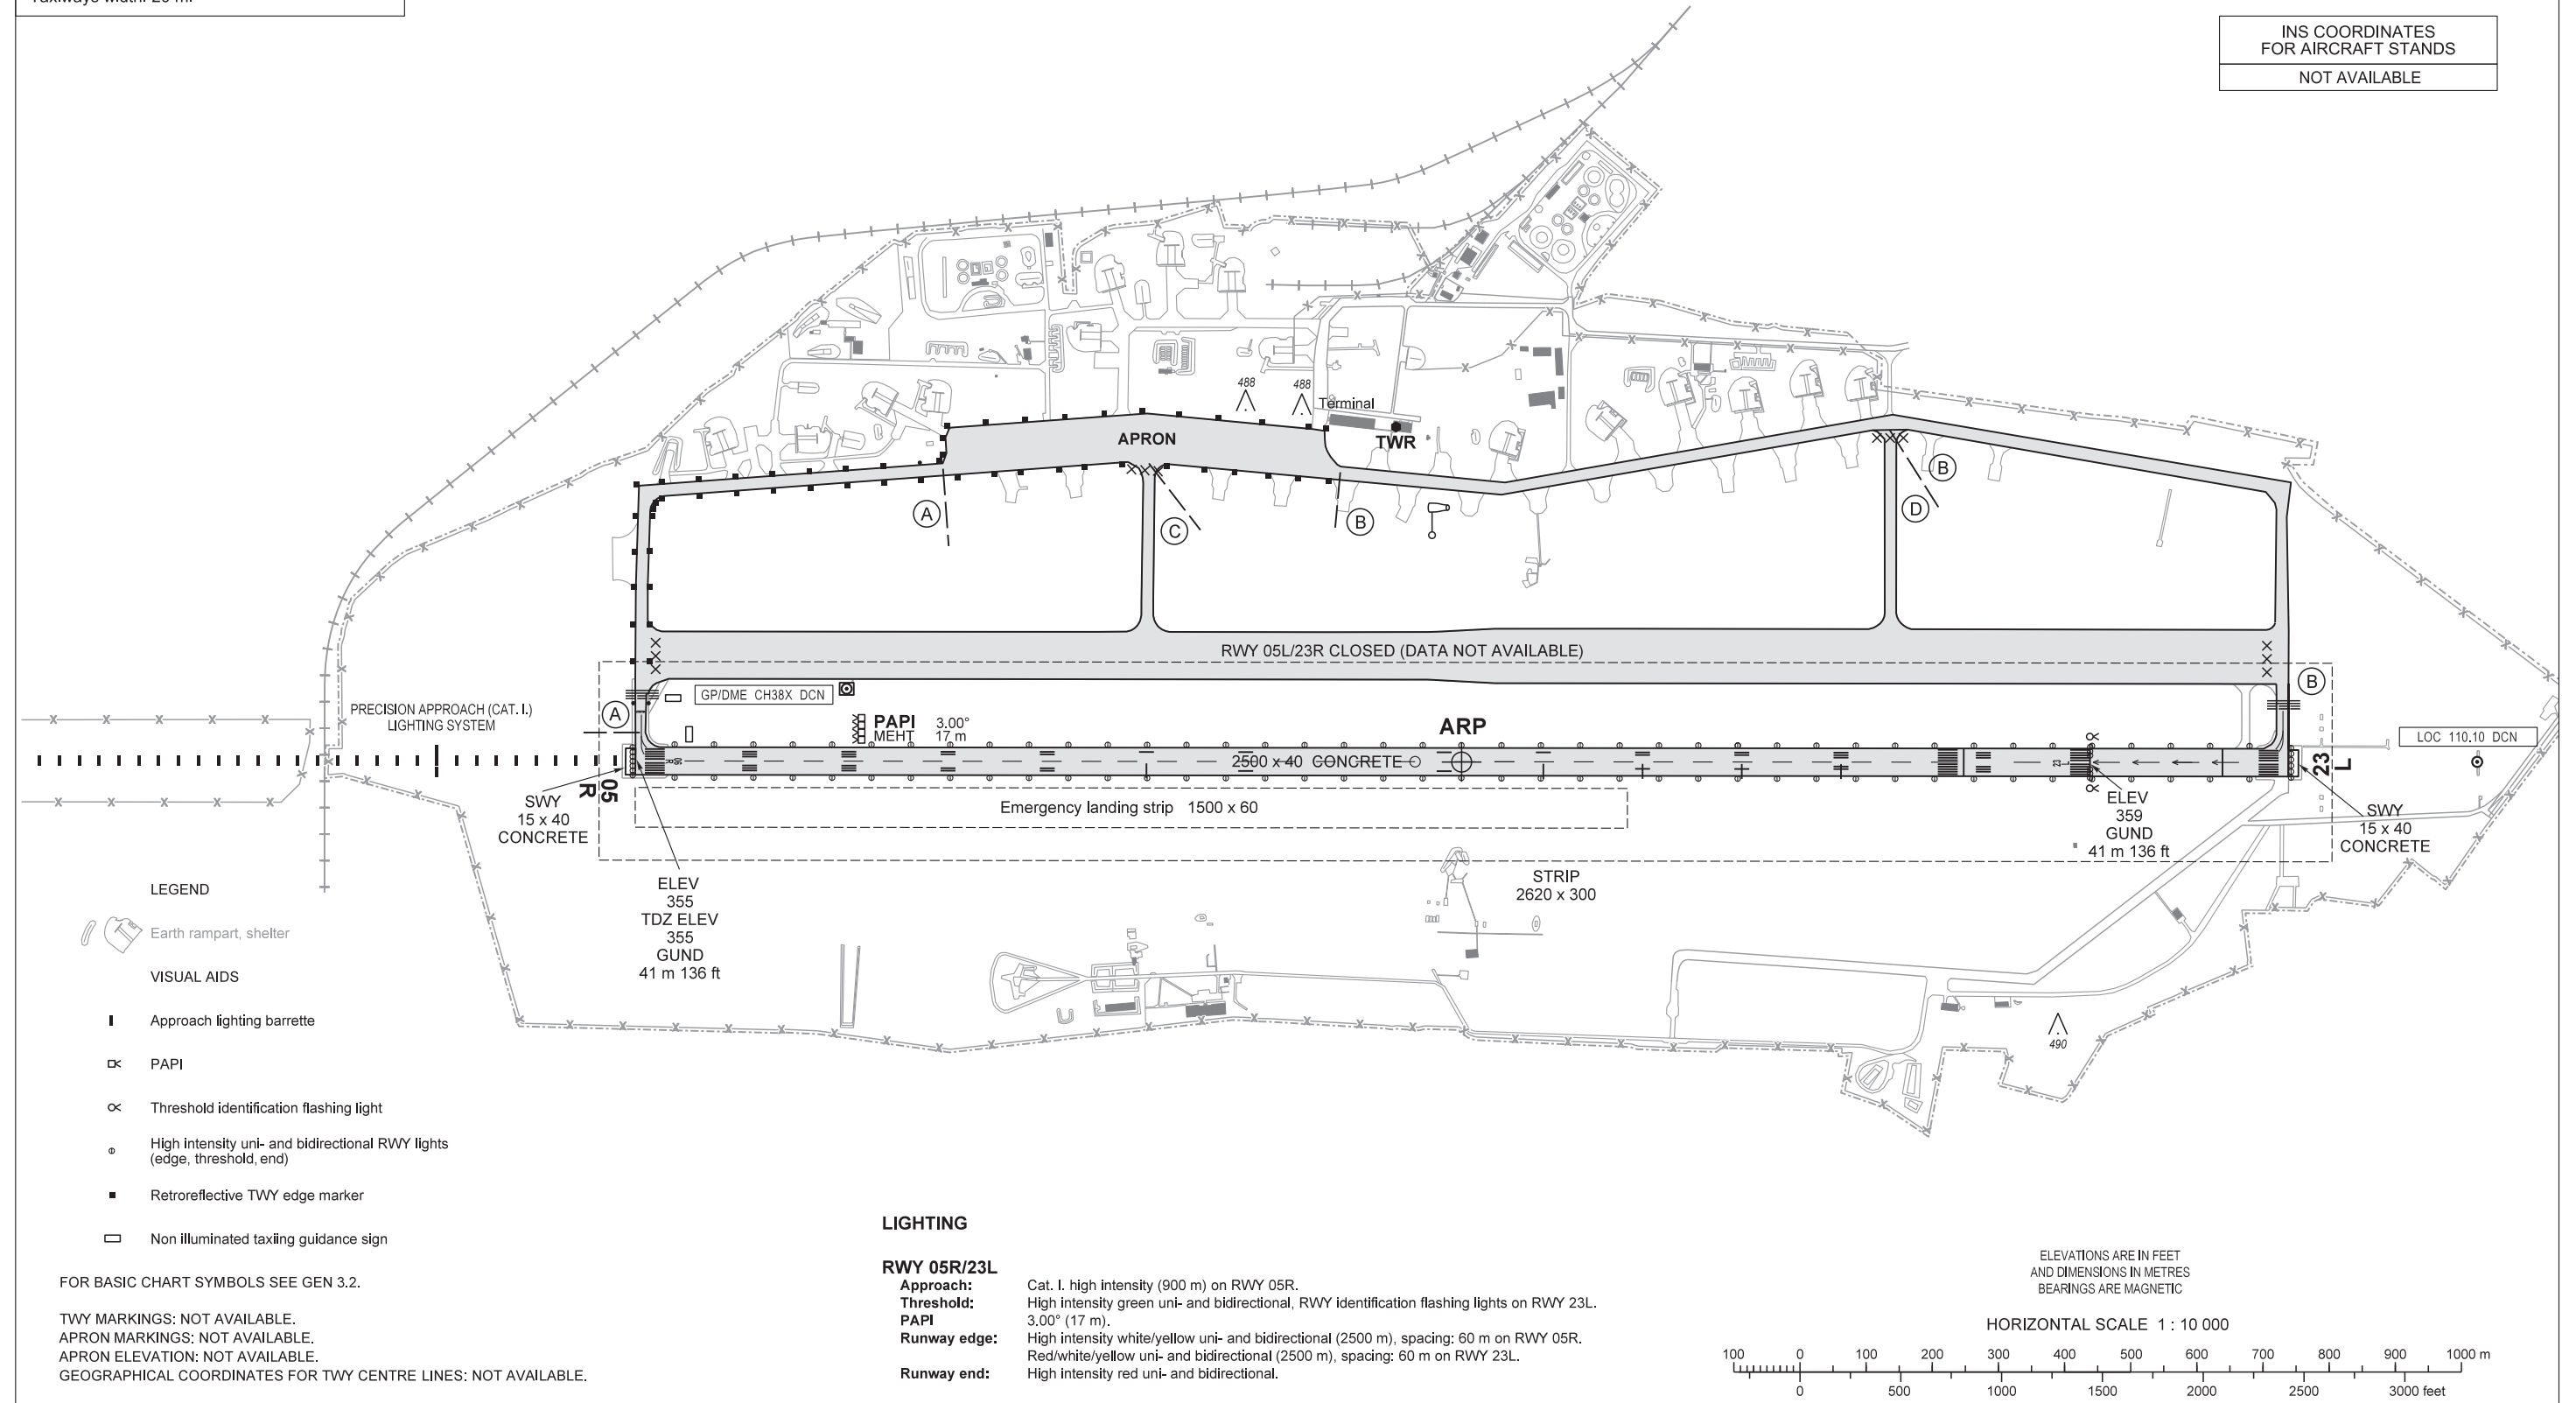 Taxiways width: 20 m.
INS COORDINATES
FOR AIRCRAFT STANDS
NOT AVAILABLE
488
488
Terminal
APRON
TWR
A
C
B
D
B
RWY 05L/23R CLOSED (DATA NOT AVAILABLE)
GP/DME CH38X DCN
B
PRECISION APPROACH (CAT. I.)
LIGHTING SYSTEM
A
PAPI 3.00°
MEHT 17 m
ARP
LOC 110.10 DCN
2500 x 40 CONCRETE
05
R
23
L
23
L
SWY
15 x 40
CONCRETE
Emergency landing strip 1500 x 60
ELEV
359
GUND
41 m 136 ft
SWY
15 x 40
CONCRETE
ELEV
355
TDZ ELEV
355
GUND
41 m 136 ft
STRIP
2620 x 300
490
LEGEND
Earth rampart, shelter
VISUAL AIDS
Approach lighting barrette
PAPI
Threshold identification flashing light
High intensity uni- and bidirectional RWY lights
(edge, threshold, end)
Retroreflective TWY edge marker
Non illuminated taxiing guidance sign
FOR BASIC CHART SYMBOLS SEE GEN 3.2.
TWY MARKINGS: NOT AVAILABLE.
APRON MARKINGS: NOT AVAILABLE.
APRON ELEVATION: NOT AVAILABLE.
GEOGRAPHICAL COORDINATES FOR TWY CENTRE LINES: NOT AVAILABLE.
LIGHTING
RWY 05R/23L
Approach: Cat. I. high intensity (900 m) on RWY 05R.
Threshold: High intensity green uni- and bidirectional, RWY identification flashing lights on RWY 23L.
PAPI 3.00° (17 m).
Runway edge: High intensity white/yellow uni- and bidirectional (2500 m), spacing: 60 m on RWY 05R.
Red/white/yellow uni- and bidirectional (2500 m), spacing: 60 m on RWY 23L.
Runway end: High intensity red uni- and bidirectional.
ELEVATIONS ARE IN FEET
AND DIMENSIONS IN METRES
BEARINGS ARE MAGNETIC
HORIZONTAL SCALE 1 : 10 000
100 0 100 200 300 400 500 600 700 800 900 1000 m
0 500 1000 1500 2000 2500 3000 feet